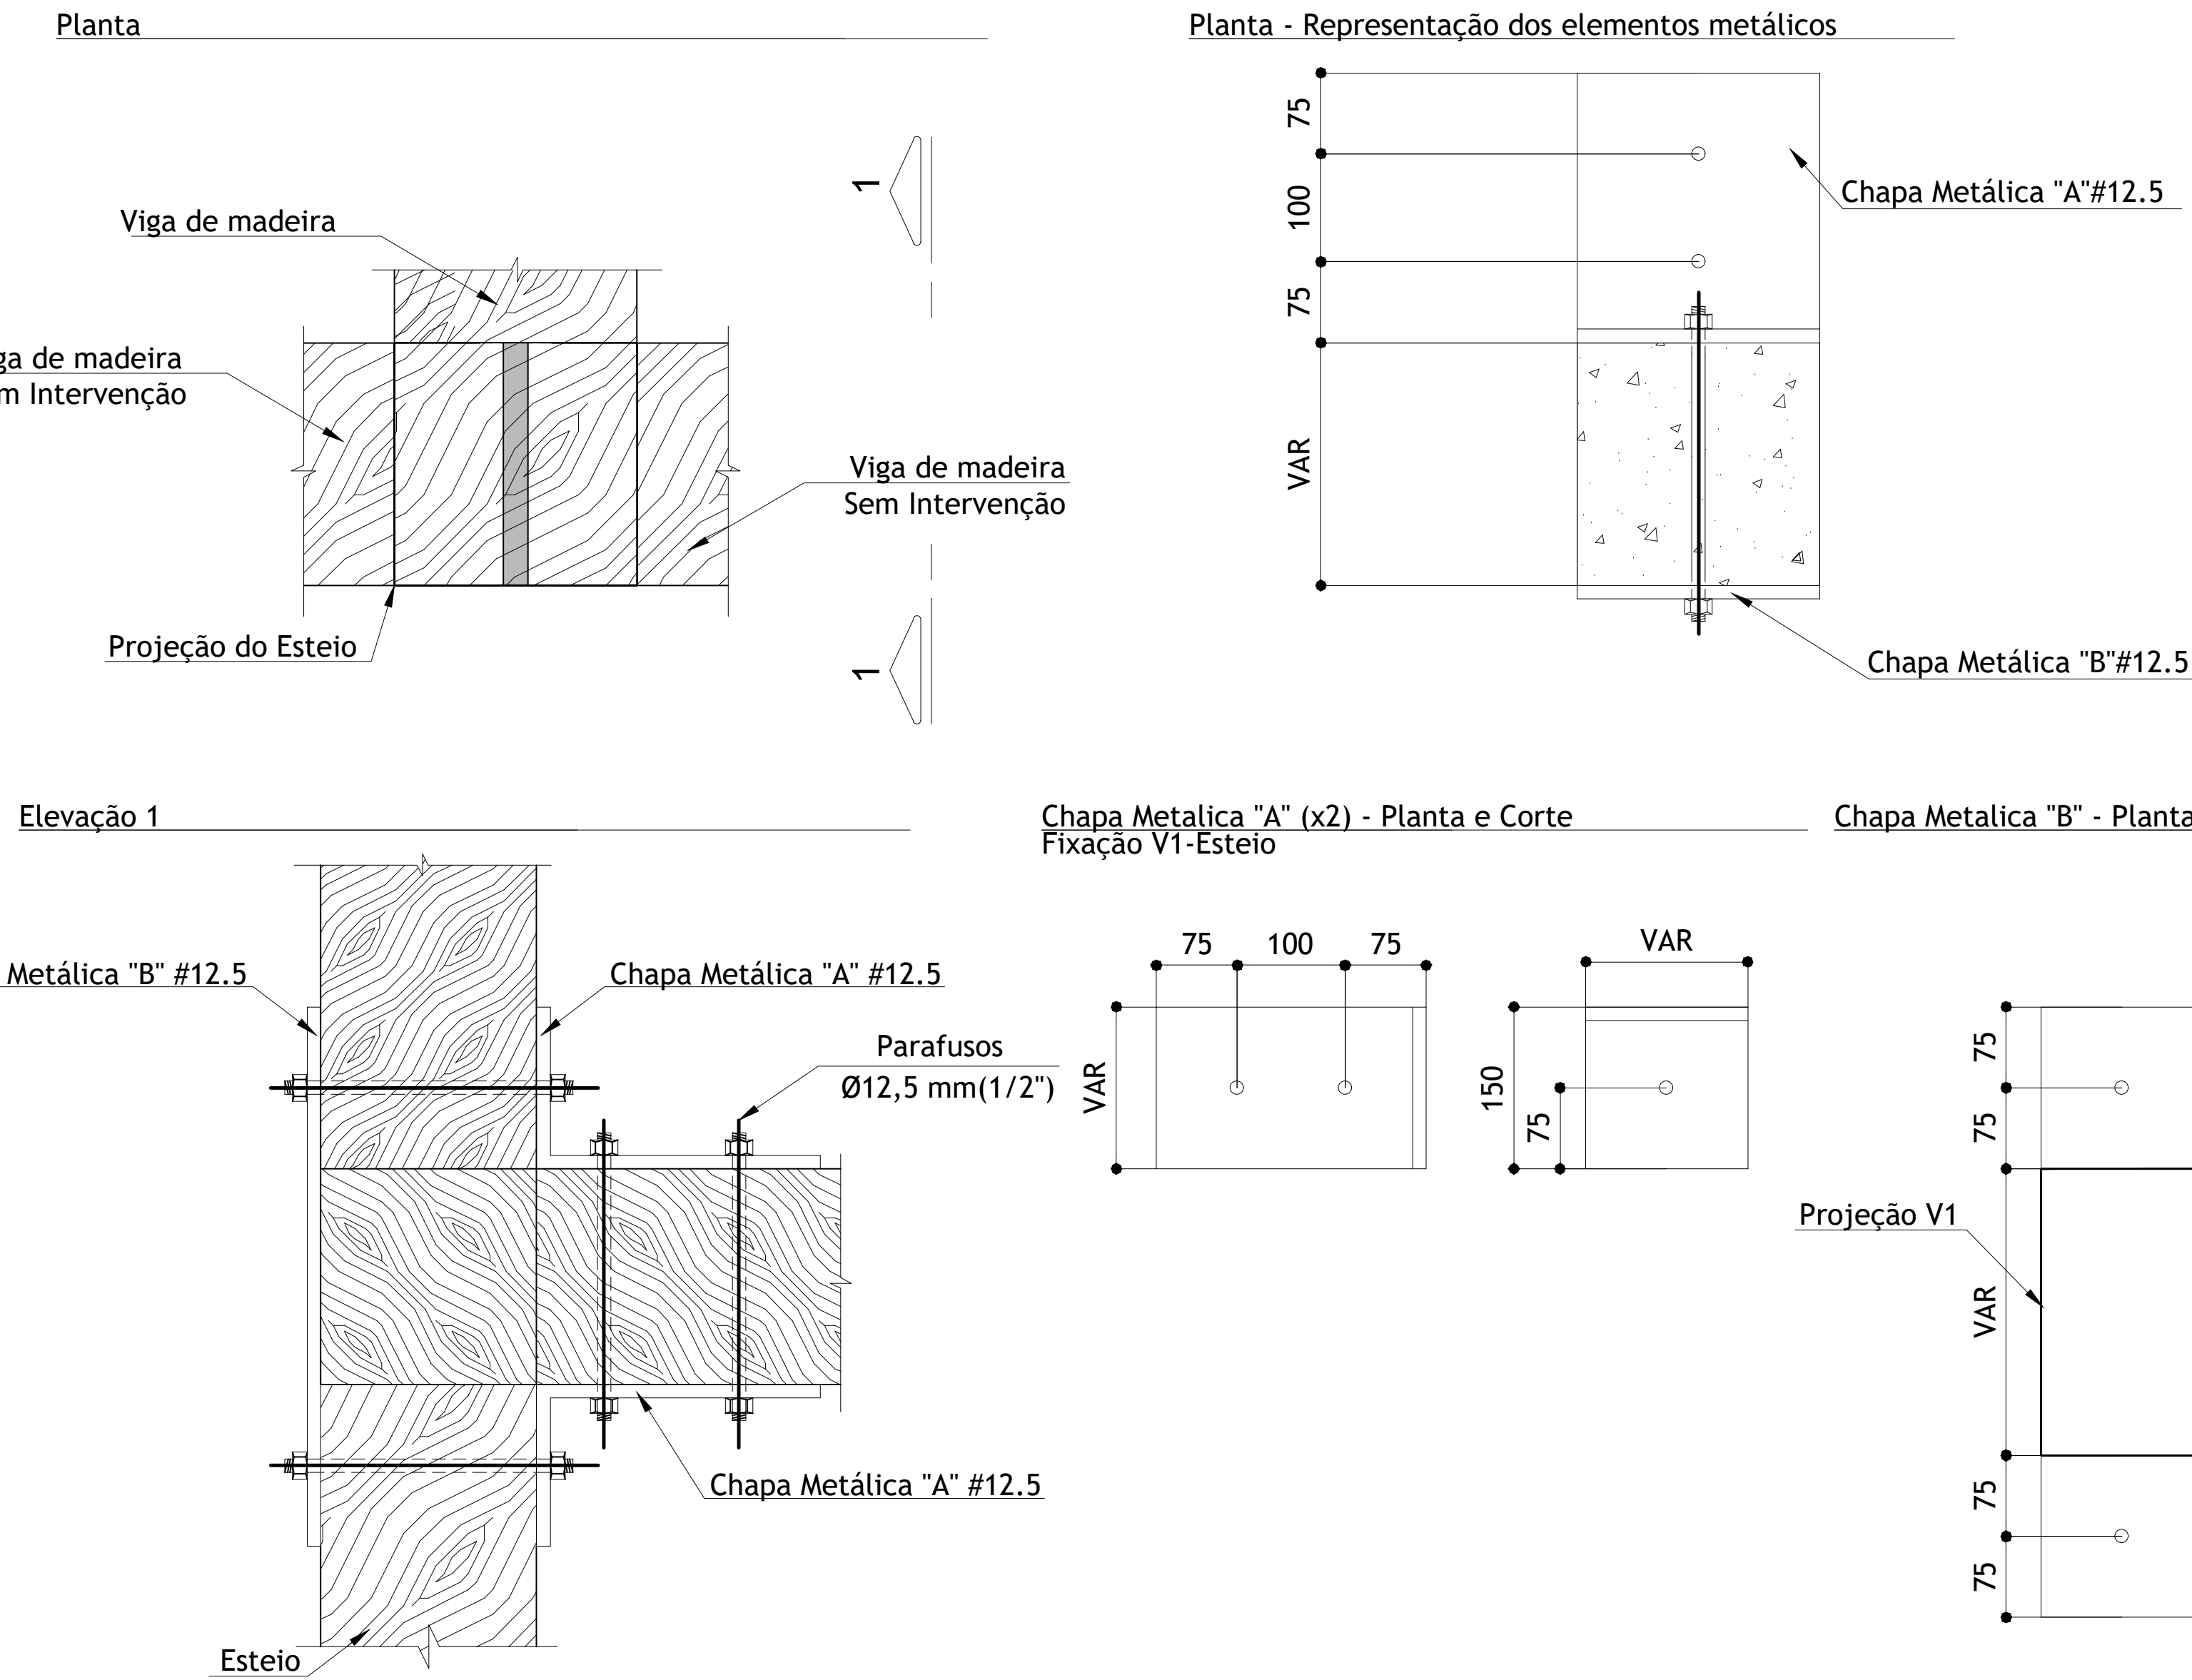 Planta
Planta - Representação dos elementos metálicos
75
100
75
VAR
Chapa Metálica "A"#12.5
Chapa Metálica "B"#12.5
1
1
Viga de madeira
ga de madeira
m Intervenção
Viga de madeira
Sem Intervenção
Projeção do Esteio
Elevação 1
Metálica "B" #12.5
Chapa Metálica "A" #12.5
Parafusos
Ø12,5 mm(1/2")
Chapa Metálica "A" #12.5
Esteio
Chapa Metalica "A" (x2) - Planta e Corte
Fixação V1-Esteio
75 100 75
VAR
VAR
150
75
Chapa Metalica "B" - Planta
75
75
Projeção V1
VAR
75
75